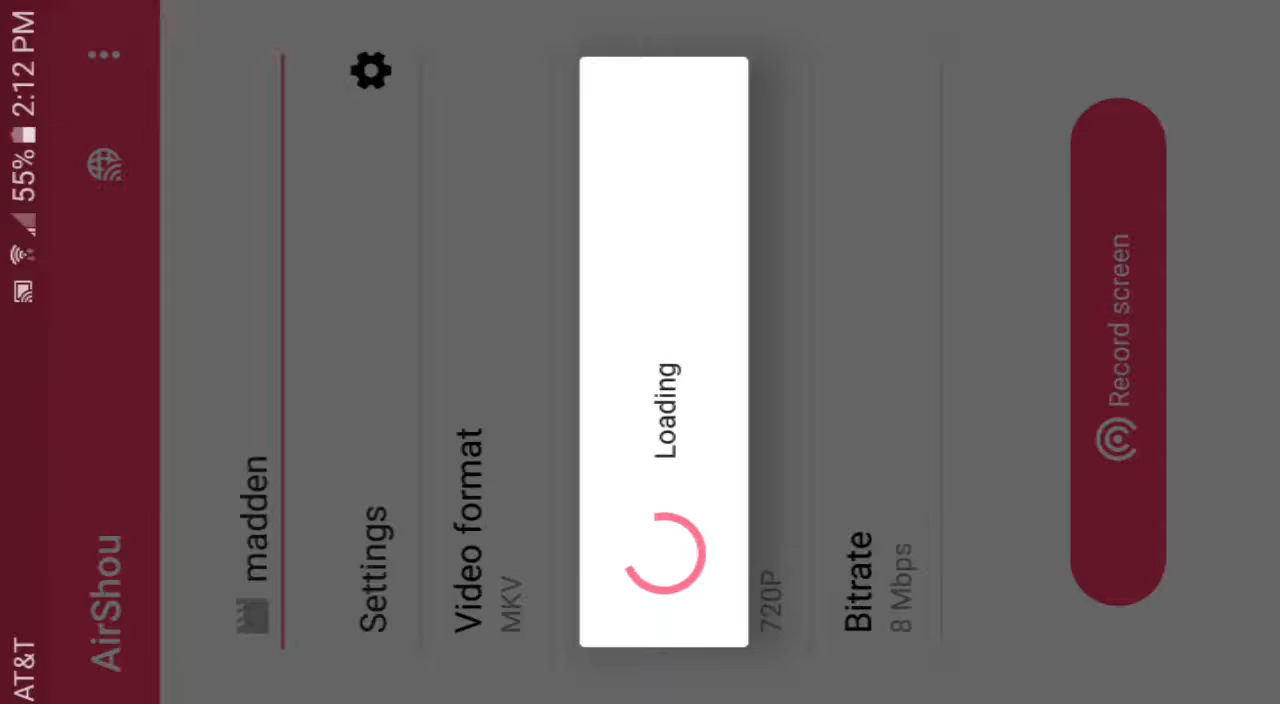 AT&T 55% 2:12 PM
AirShou
madden
Settings
Video format
MKV
Loading
720P
Bitrate
8 Mbps
Record screen